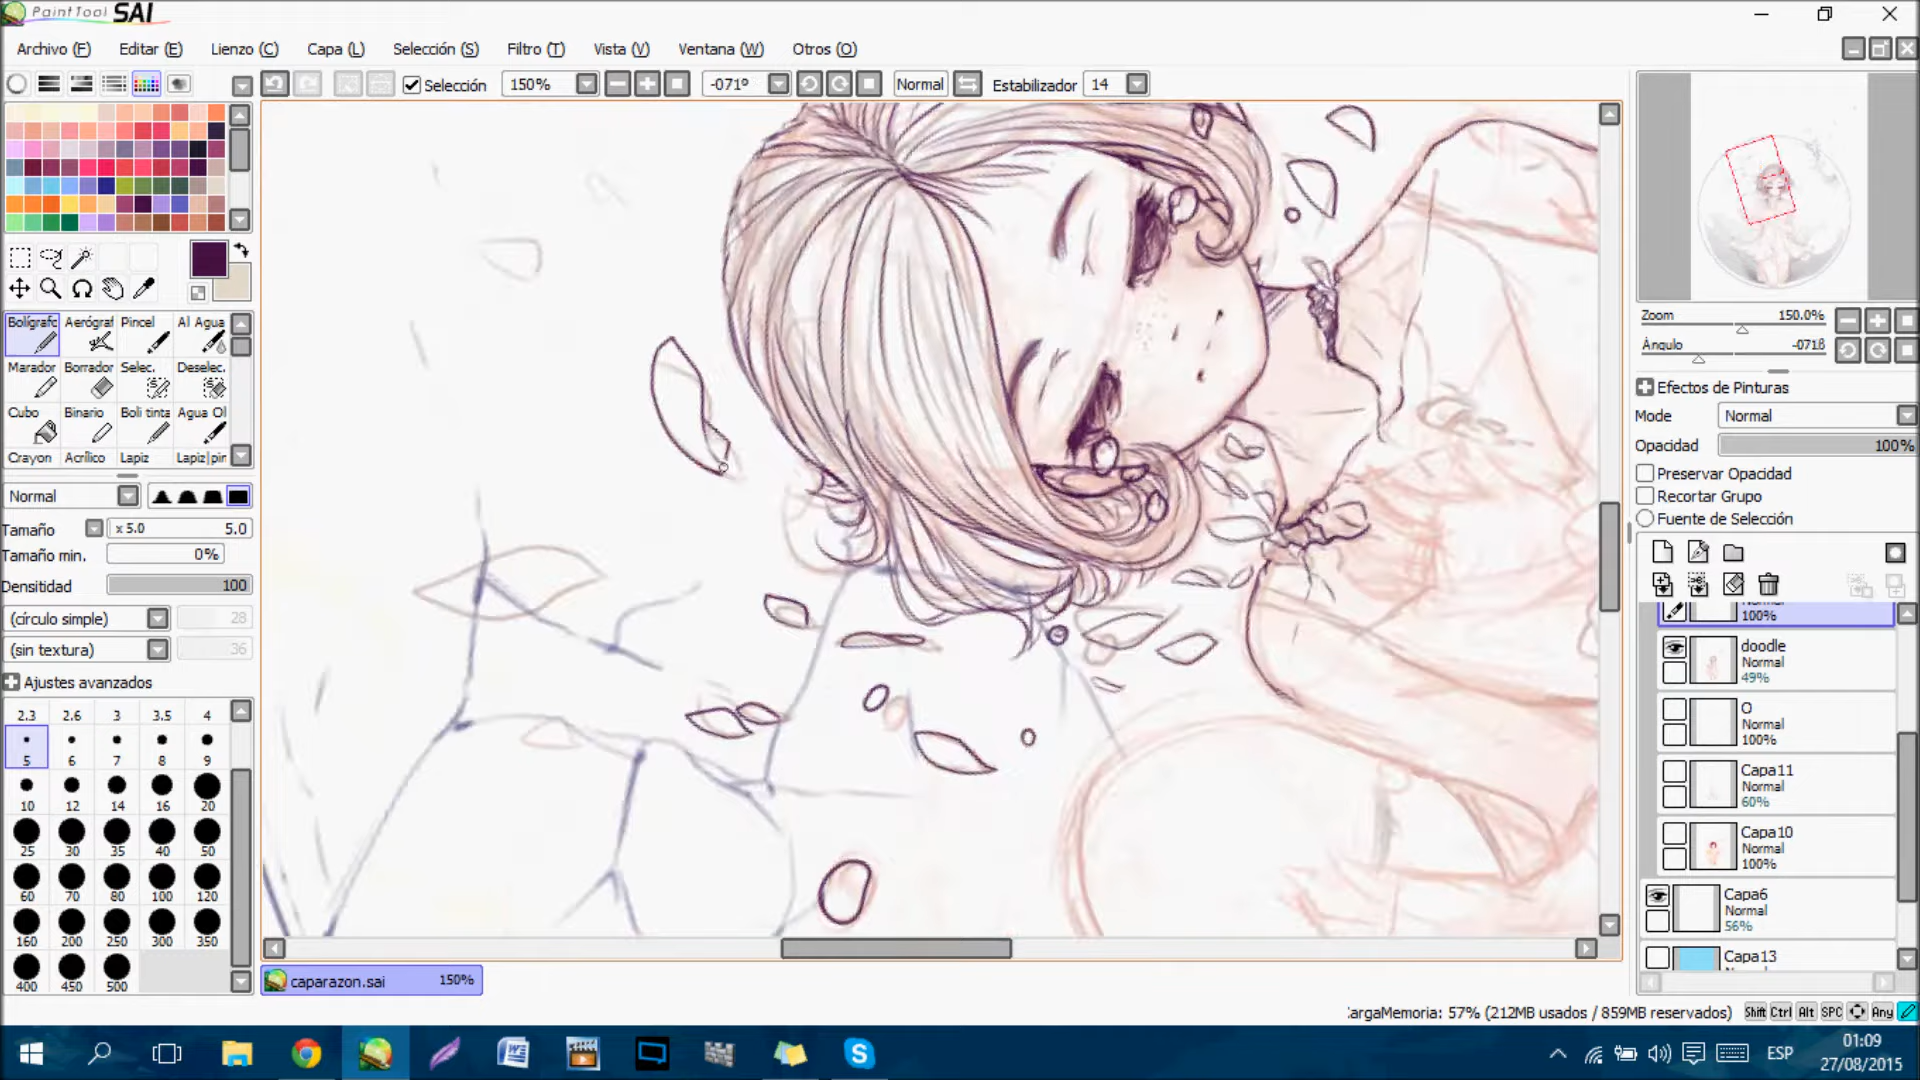 PaintTool SAI
Archivo (F) Editar (E) Lienzo (C) Capa (L) Selección (S) Filtro (T) Vista (V) Ventana (W) Otros (O)
Selección 150% -071º Normal Estabilizador 14
Zoom 150.0%
Ángulo -071ß
Efectos de Pinturas
Modo Normal
Opacidad 100%
Preservar Opacidad
Recortar Grupo
Fuente de Selección
Bolígrafo Aerógraf Pincel Al Agua
Marador Borrador Selec. Deselec.
Cubo Binario Boli tinta Agua Ol
Crayon Acrílico Lapiz Lapiz|pir
Normal
Tamaño x 5.0 5.0
Tamaño min. 0%
Densitidad 100
(círculo simple) 28
(sin textura) 36
Ajustes avanzados
2.3 2.6 3 3.5 4
5 6 7 8 9
10 12 14 16 20
25 30 35 40 50
60 70 80 100 120
160 200 250 300 350
400 450 500
100%
doodle
Normal
49%
O
Normal
100%
Capa11
Normal
60%
Capa10
Normal
100%
Capa6
Normal
56%
Capa13
caparazon.sai 150%
:argaMemoria: 57% (212MB usados / 859MB reservados) Shift Ctrl Alt SPC Any
ESP
01:09
27/08/2015